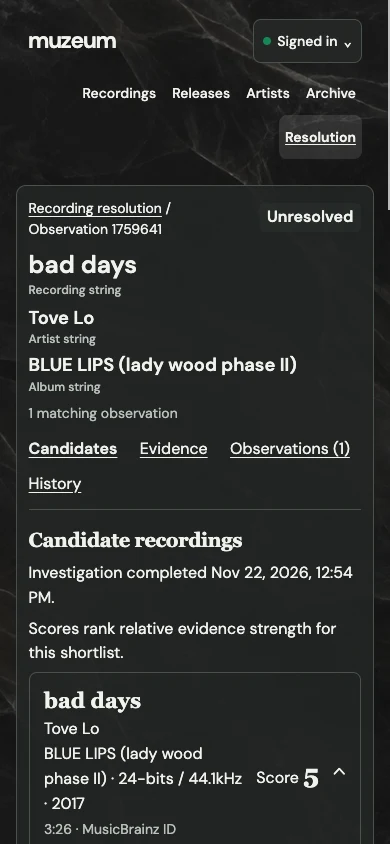 muzeum
Signed in
Recordings Releases Artists Archive
Resolution
Recording resolution /
Observation 1759641
Unresolved
bad days
Recording string
Tove Lo
Artist string
BLUE LIPS (lady wood phase II)
Album string
1 matching observation
Candidates Evidence Observations (1)
History
Candidate recordings
Investigation completed Nov 22, 2026, 12:54
PM.
Scores rank relative evidence strength for
this shortlist.
bad days
Tove Lo
BLUE LIPS (lady wood
phase II) · 24-bits / 44.1kHz
· 2017
Score 5
3:26 · MusicBrainz ID